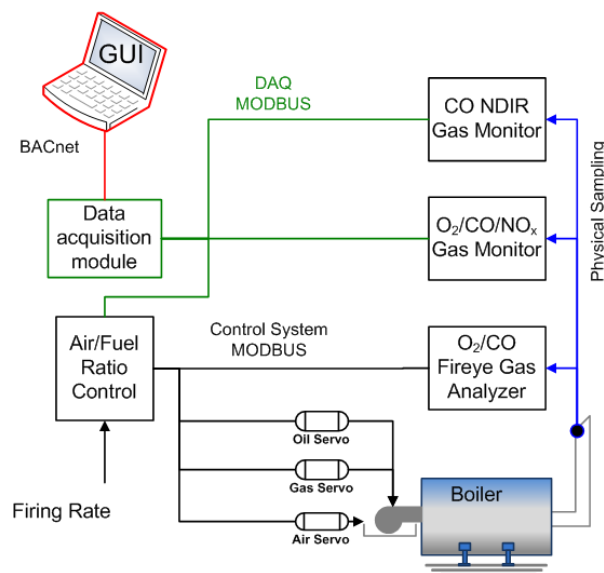 GUI
BACnet
DAQ
MODBUS
CO NDIR
Gas Monitor
Data
acquisition
module
O₂/CO/NOₓ
Gas Monitor
Physical Sampling
Air/Fuel
Ratio
Control
Control System
MODBUS
O₂/CO
Fireye Gas
Analyzer
Oil Servo
Gas Servo
Air Servo
Firing Rate
Boiler